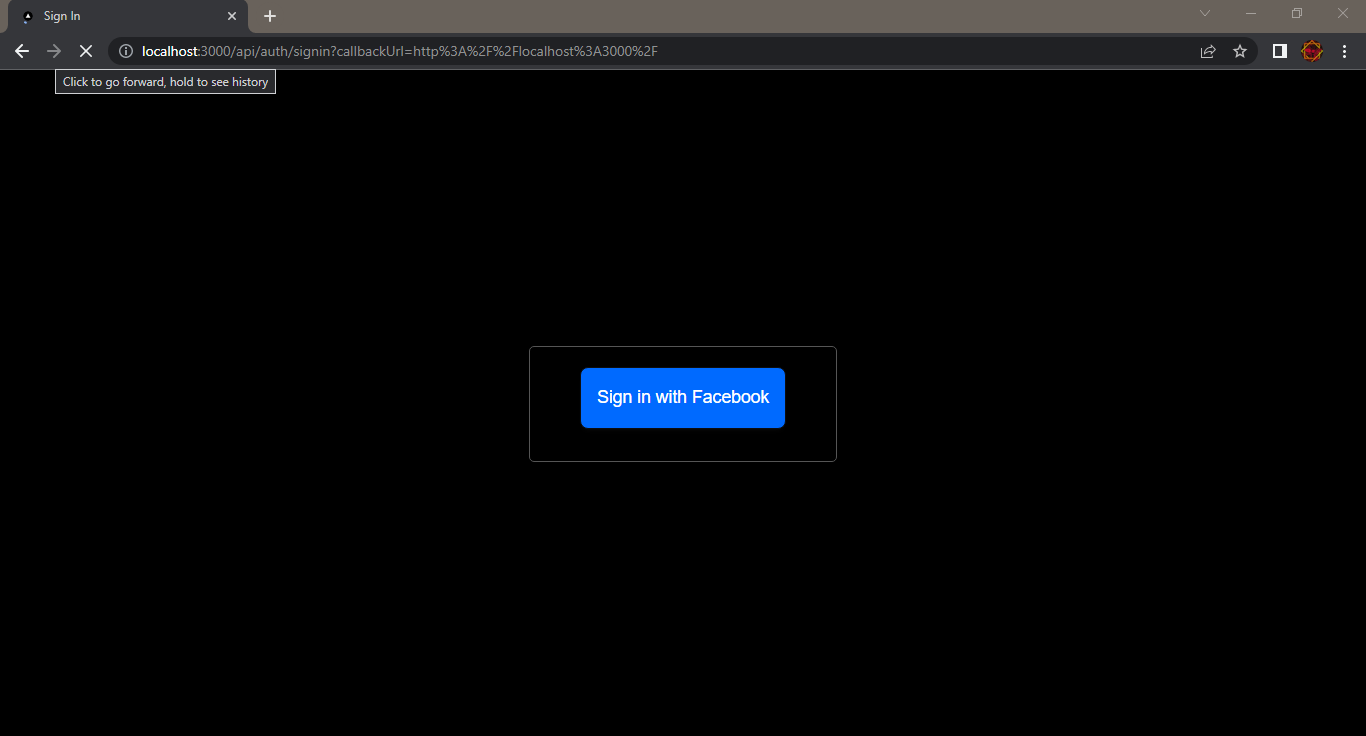 Sign In
localhost:3000/api/auth/signin?callbackUrl=http%3A%2F%2Flocalhost%3A3000%2F
Click to go forward, hold to see history
Sign in with Facebook